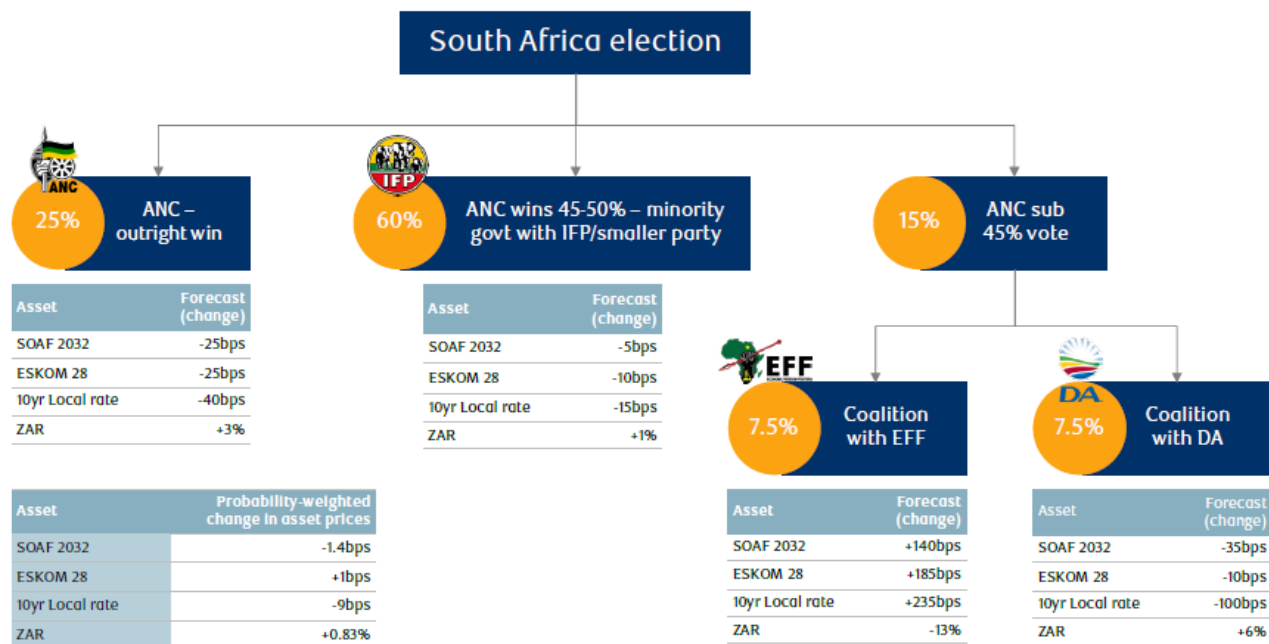 South Africa election
ANC
25%
ANC –
outright win
Asset Forecast
(change)
SOAF 2032 -25bps
ESKOM 28 -25bps
10yr Local rate -40bps
ZAR +3%
IFP
60%
ANC wins 45-50% – minority
govt with IFP/smaller party
Asset Forecast
(change)
SOAF 2032 -5bps
ESKOM 28 -10bps
10yr Local rate -15bps
ZAR +1%
15%
ANC sub
45% vote
EFF
7.5%
Coalition
with EFF
Asset Forecast
(change)
SOAF 2032 +140bps
ESKOM 28 +185bps
10yr Local rate +235bps
ZAR -13%
DA
7.5%
Coalition
with DA
Asset Forecast
(change)
SOAF 2032 -35bps
ESKOM 28 -10bps
10yr Local rate -100bps
ZAR +6%
Asset Probability-weighted
change in asset prices
SOAF 2032 -1.4bps
ESKOM 28 +1bps
10yr Local rate -9bps
ZAR +0.83%